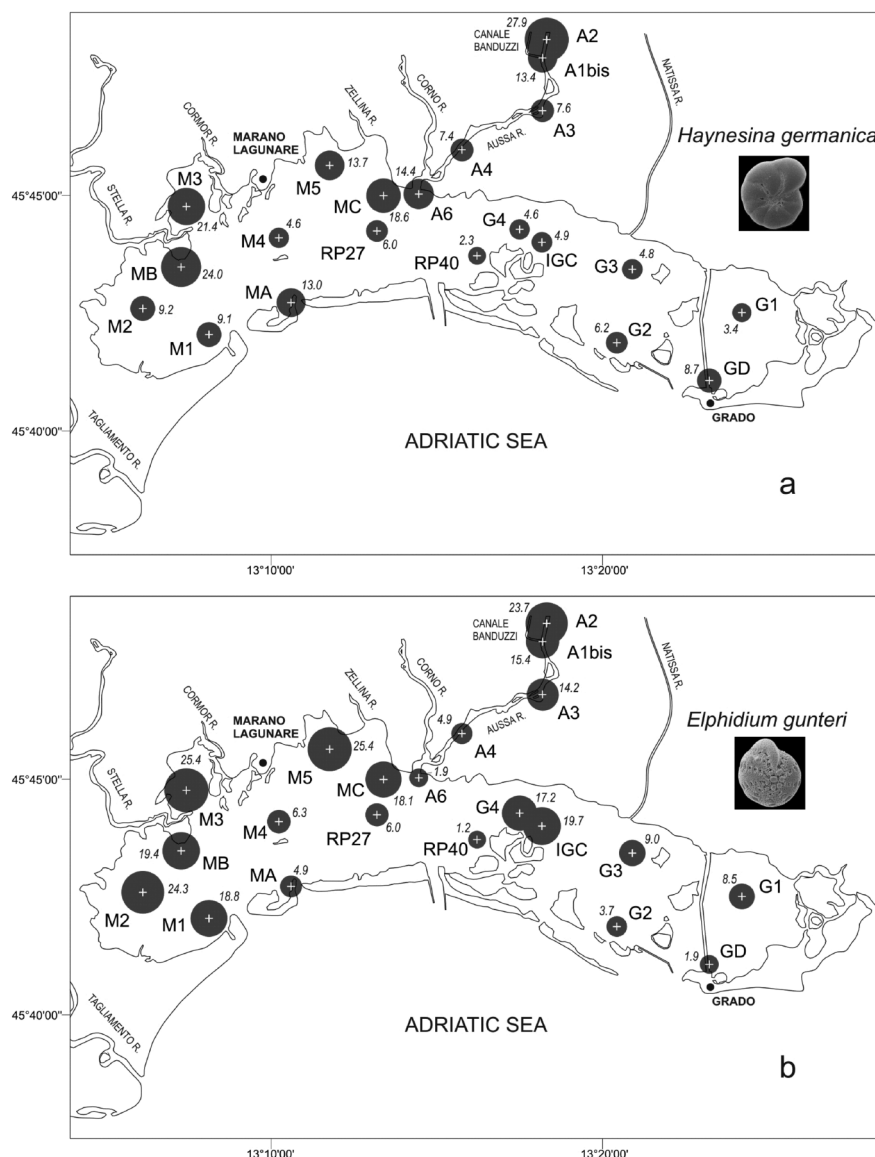 27.9
CANALE
BANDUZZI
A2
A1bis
13.4
NATISSA R.
CORMOR R.
ZELLINA R.
CORNO R.
7.6
A3
7.4
A4
AUSSA R.
Haynesina germanica
MARANO
LAGUNARE
STELLA R.
M3
M5
13.7
14.4
45°45'00"
MC
A6
21.4
M4
4.6
18.6
RP27
6.0
G4
4.6
4.9
IGC
RP40
2.3
MB
24.0
G3
4.8
MA
13.0
M2
9.2
9.1
M1
6.2
G2
G1
3.4
GD
8.7
GRADO
TAGLIAMENTO R.
45°40'00"
ADRIATIC SEA
a
13°10'00'
13°20'00'
23.7
CANALE
BANDUZZI
A2
A1bis
15.4
NATISSA R.
CORMOR R.
ZELLINA R.
CORNO R.
14.2
A3
4.9
A4
AUSSA R.
Elphidium gunteri
MARANO
LAGUNARE
STELLA R.
25.4
M3
M5
25.4
45°45'00"
MC
1.9
A6
18.1
M4
6.3
RP27
6.0
G4
17.2
19.7
IGC
RP40
1.2
19.4
MB
G3
9.0
MA
4.9
M2
24.3
18.8
M1
3.7
G2
8.5
G1
GD
1.9
GRADO
TAGLIAMENTO R.
45°40'00"
ADRIATIC SEA
b
13°10'00'
13°20'00'